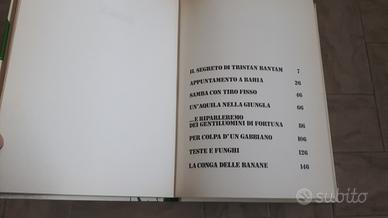 IL SEGRETO DI TRISTAN BANTAM 7
APPUNTAMENTO A BAHIA 26
SAMBA CON TIRO FISSO 46
UN'AQUILA NELLA GIUNGLA 66
...E RIPARLEREMO
DEI GENTILUOMINI DI FORTUNA 86
PER COLPA D'UN GABBIANO 106
TESTE E FUNGHI 126
LA CONGA DELLE BANANE 146
subito